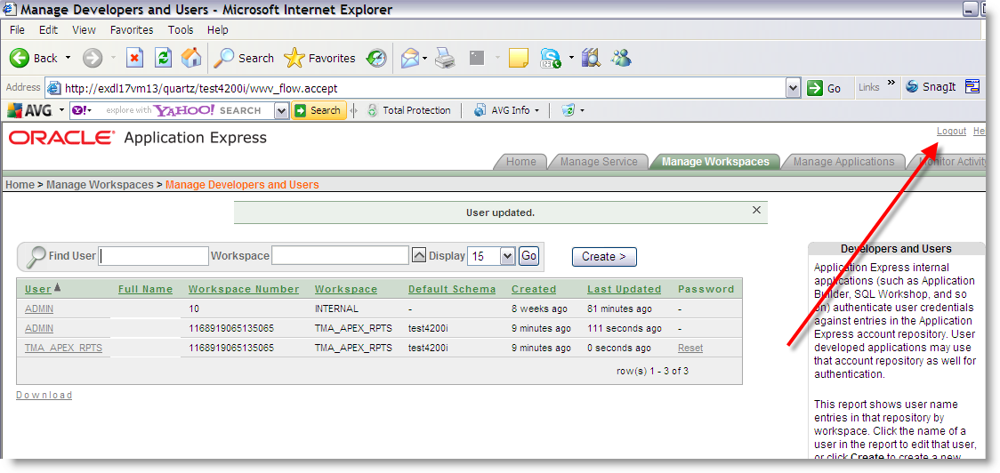 Manage Developers and Users - Microsoft Internet Explorer
File Edit View Favorites Tools Help
Back Search Favorites 123
Address http://exdl17vm13/quartz/test4200i/wwv_flow.accept Go Links » SnagIt
AVG Y! explore with YAHOO! SEARCH Search Total Protection AVG Info
ORACLE Application Express
Logout He
Home Manage Service Manage Workspaces Manage Applications Monitor Activity
Home > Manage Workspaces > Manage Developers and Users
User updated.
Find User Workspace Display 15 Go Create >
User Full Name Workspace Number Workspace Default Schema Created Last Updated Password
ADMIN 10 INTERNAL - 8 weeks ago 81 minutes ago -
ADMIN 1168919065135065 TMA_APEX_RPTS test4200i 9 minutes ago 111 seconds ago -
TMA_APEX_RPTS 1168919065135065 TMA_APEX_RPTS test4200i 9 minutes ago 0 seconds ago Reset
row(s) 1 - 3 of 3
Download
Developers and Users
Application Express internal
applications (such as Application
Builder, SQL Workshop, and so
on) authenticate user credentials
against entries in the Application
Express account repository. User
developed applications may use
that account repository as well for
authentication.
This report shows user name
entries in that repository by
workspace. Click the name of a
user in the report to edit that user,
or click Create to create a new